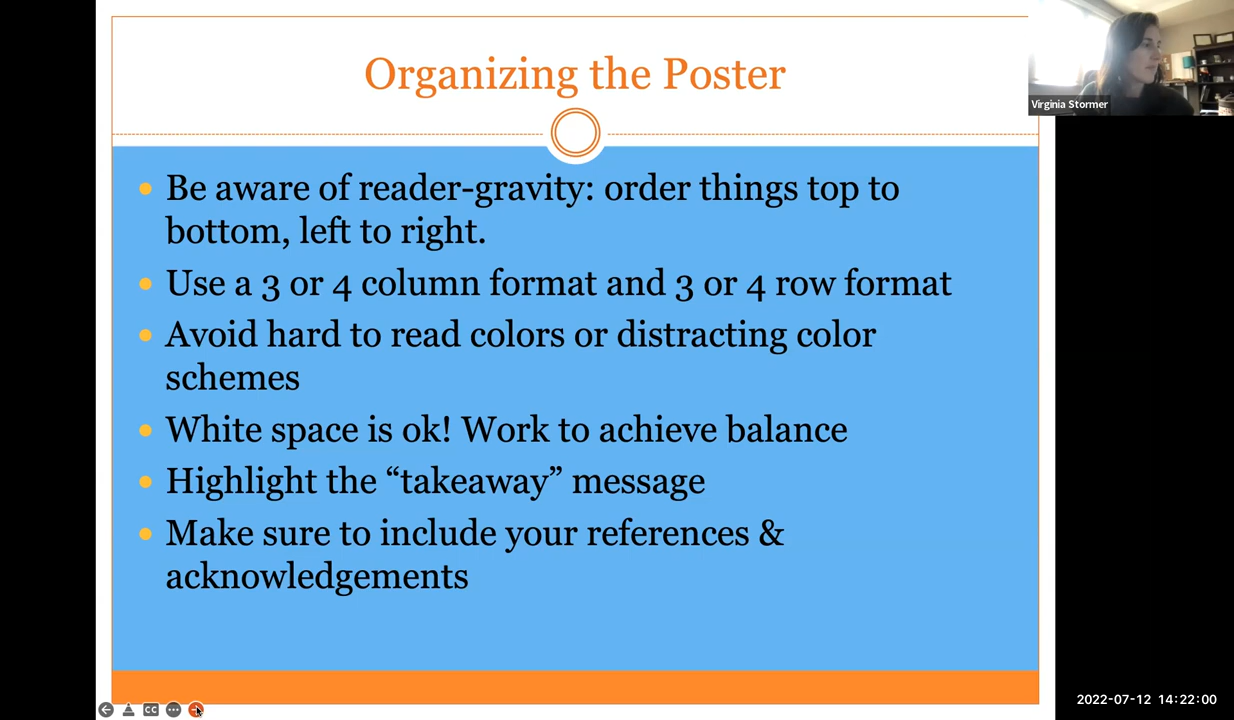 Organizing the Poster
Virginia Stormer
Be aware of reader-gravity: order things top to
bottom, left to right.
Use a 3 or 4 column format and 3 or 4 row format
Avoid hard to read colors or distracting color
schemes
White space is ok! Work to achieve balance
Highlight the “takeaway” message
Make sure to include your references &
acknowledgements
CC
2022-07-12 14:22:00